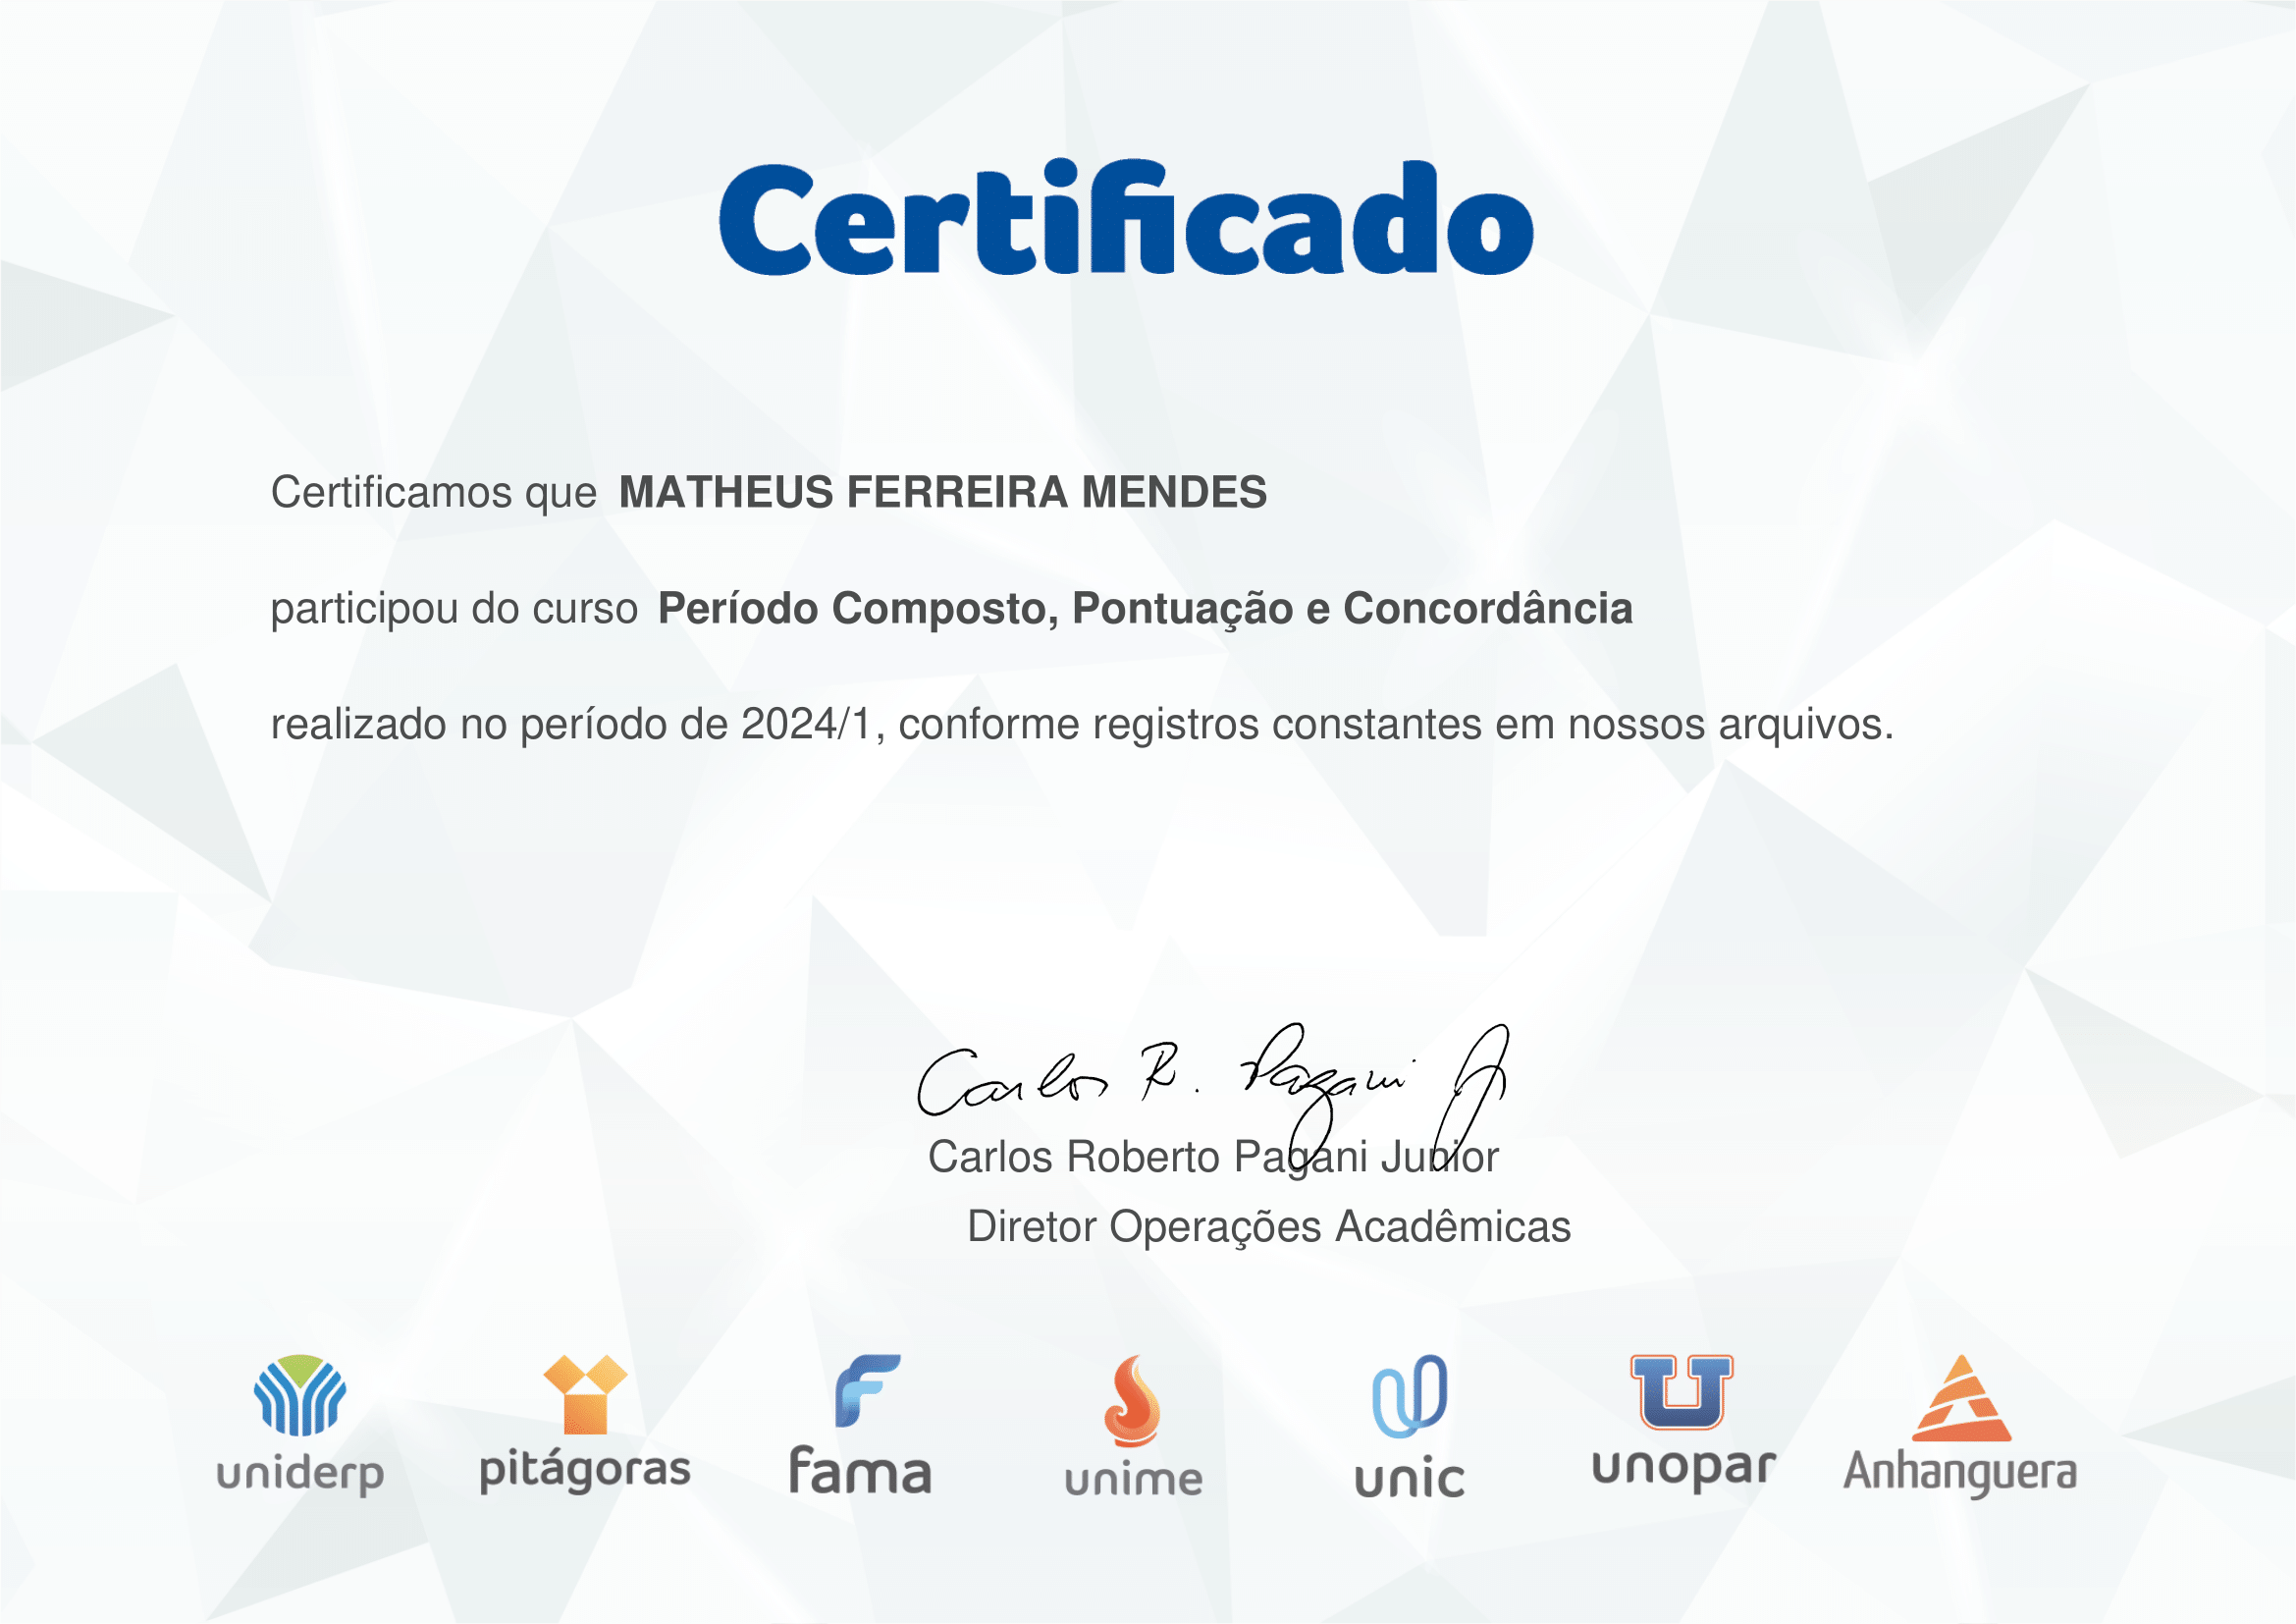 Certificado
Certificamos que MATHEUS FERREIRA MENDES
participou do curso Período Composto, Pontuação e Concordância
realizado no período de 2024/1, conforme registros constantes em nossos arquivos.
Carlos R. Pagani Jr
Carlos Roberto Pagani Junior
Diretor Operações Acadêmicas
uniderp pitágoras fama unime unic unopar Anhanguera